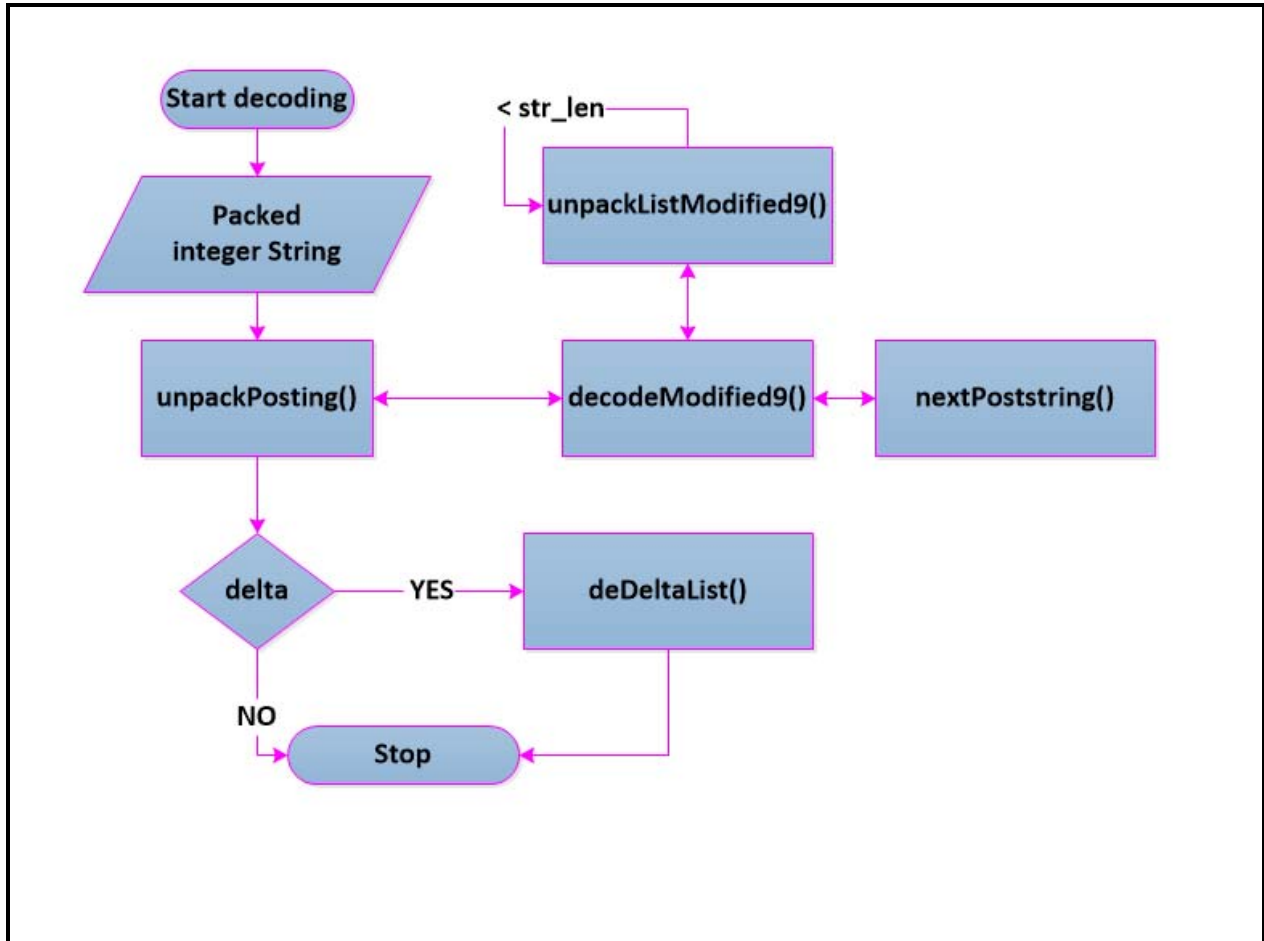 Start decoding
< str_len
Packed
integer String
unpackListModified9()
unpackPosting()
decodeModified9()
nextPoststring()
delta
YES
deDeltaList()
NO
Stop